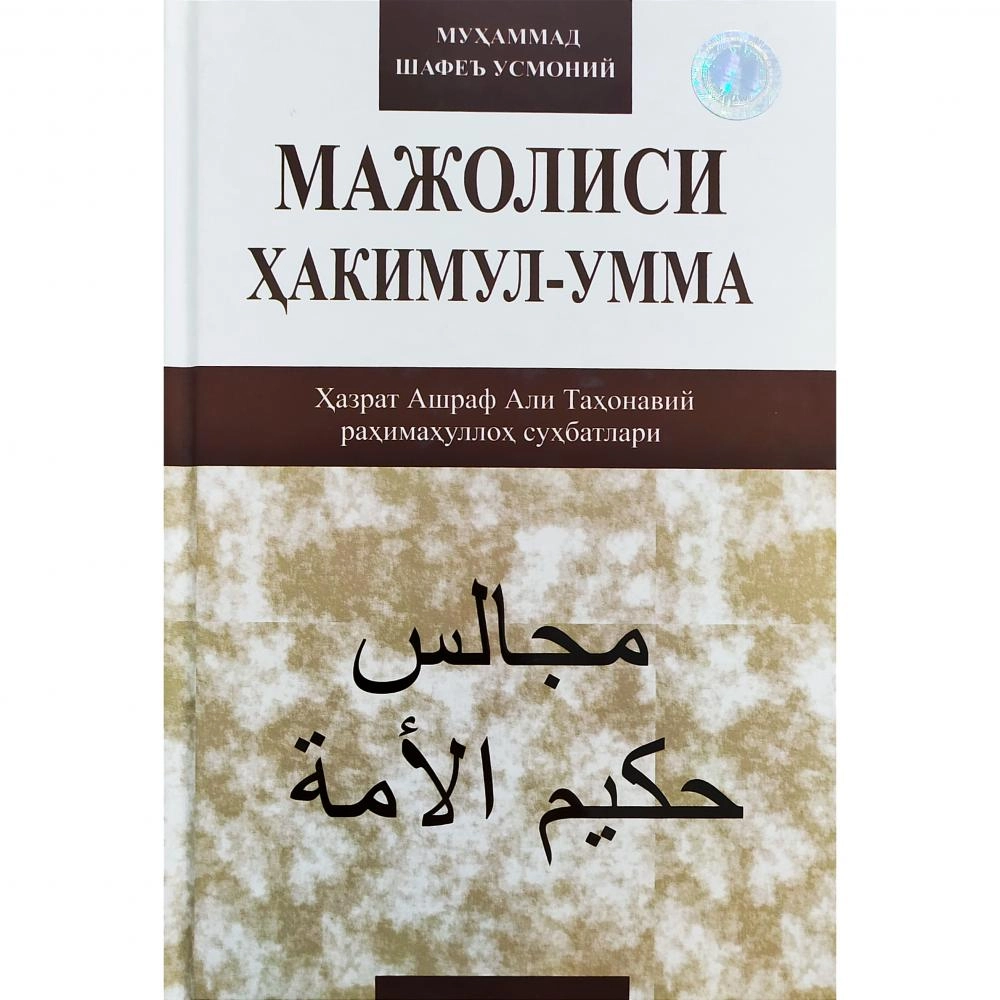 МУҲАММАД
ШАФЕЪ УСМОНИЙ
МАЖОЛИСИ
ҲАКИМУЛ-УММА
Ҳазрат Ашраф Али Таҳонавий
раҳимаҳуллоҳ суҳбатлари
مجالس
حكيم الأمة